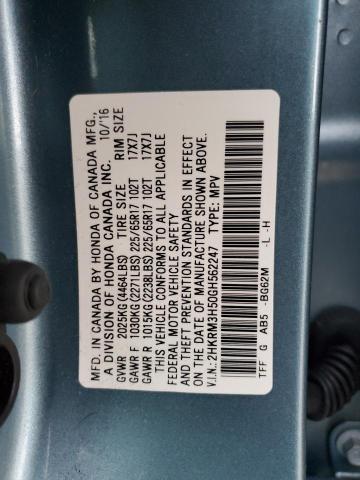 MFD. IN CANADA BY HONDA OF CANADA MFG.,
A DIVISION OF HONDA CANADA INC. 10/'16
GVWR 2025KG(4464LBS) TIRE SIZE RIM SIZE
GAWR F 1030KG(2271LBS) 225/65R17 102T 17X7J
GAWR R 1015KG(2238LBS) 225/65R17 102T 17X7J
THIS VEHICLE CONFORMS TO ALL APPLICABLE
FEDERAL MOTOR VEHICLE SAFETY
AND THEFT PREVENTION STANDARDS IN EFFECT
ON THE DATE OF MANUFACTURE SHOWN ABOVE.
V.I.N.: 2HKRM3H50GH562247 TYPE: MPV
TFF G AB5 -BG62M -L -H